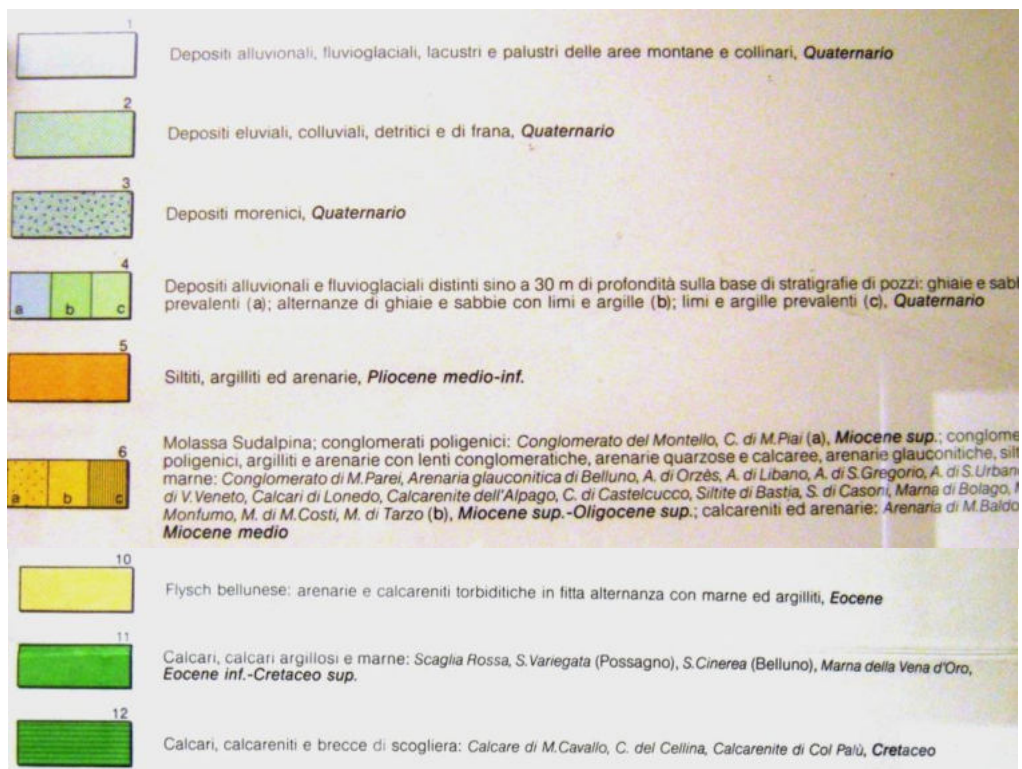 1
Depositi alluvionali, fluvioglaciali, lacustri e palustri delle aree montane e collinari, Quaternario
2
Depositi eluviali, colluviali, detritici e di frana, Quaternario
3
Depositi morenici, Quaternario
4
a b c
Depositi alluvionali e fluvioglaciali distinti sino a 30 m di profondità sulla base di stratigrafie di pozzi: ghiaie e sabb
prevalenti (a); alternanze di ghiaie e sabbie con limi e argille (b); limi e argille prevalenti (c), Quaternario
5
Siltiti, argilliti ed arenarie, Pliocene medio-inf.
6
a b c
Molassa Sudalpina; conglomerati poligenici: Conglomerato del Montello, C. di M.Piai (a), Miocene sup.; conglome
poligenici, argilliti e arenarie con lenti conglomeratiche, arenarie quarzose e calcaree, arenarie glauconitiche, silt
marne: Conglomerato di M.Parei, Arenaria glauconitica di Belluno, A. di Orzès, A. di Libano, A. di S.Gregorio, A. di S.Urbano
di V.Veneto, Calcari di Lonedo, Calcarenite dell'Alpago, C. di Castelcucco, Siltite di Bastia, S. di Casoni, Marna di Bolago,
Monfumo, M. di M.Costi, M. di Tarzo (b), Miocene sup.-Oligocene sup.; calcareniti ed arenarie: Arenaria di M.Baldo
Miocene medio
10
Flysch bellunese: arenarie e calcareniti torbiditiche in fitta alternanza con marne ed argilliti, Eocene
11
Calcari, calcari argillosi e marne: Scaglia Rossa, S.Variegata (Possagno), S.Cinerea (Belluno), Marna della Vena d'Oro,
Eocene inf.-Cretaceo sup.
12
Calcari, calcareniti e brecce di scogliera: Calcare di M.Cavallo, C. del Cellina, Calcarenite di Col Palù, Cretaceo